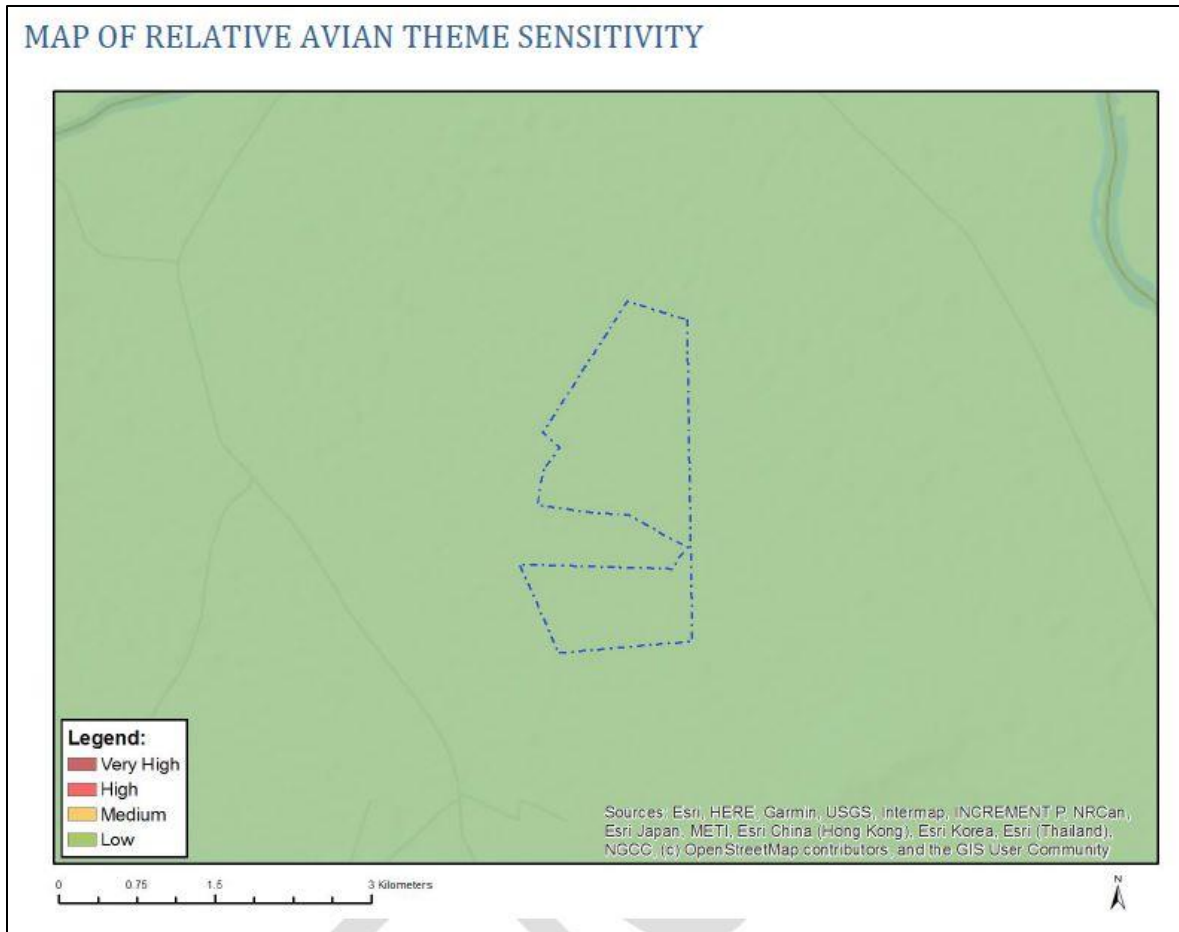 MAP OF RELATIVE AVIAN THEME SENSITIVITY
Legend:
Very High
High
Medium
Low
Sources: Esri, HERE, Garmin, USGS, Intermap, INCREMENT P, NRCan,
Esri Japan, METI, Esri China (Hong Kong), Esri Korea, Esri (Thailand),
NGCC, (c) OpenStreetMap contributors, and the GIS User Community
0 0.75 1.5 3 Kilometers
N